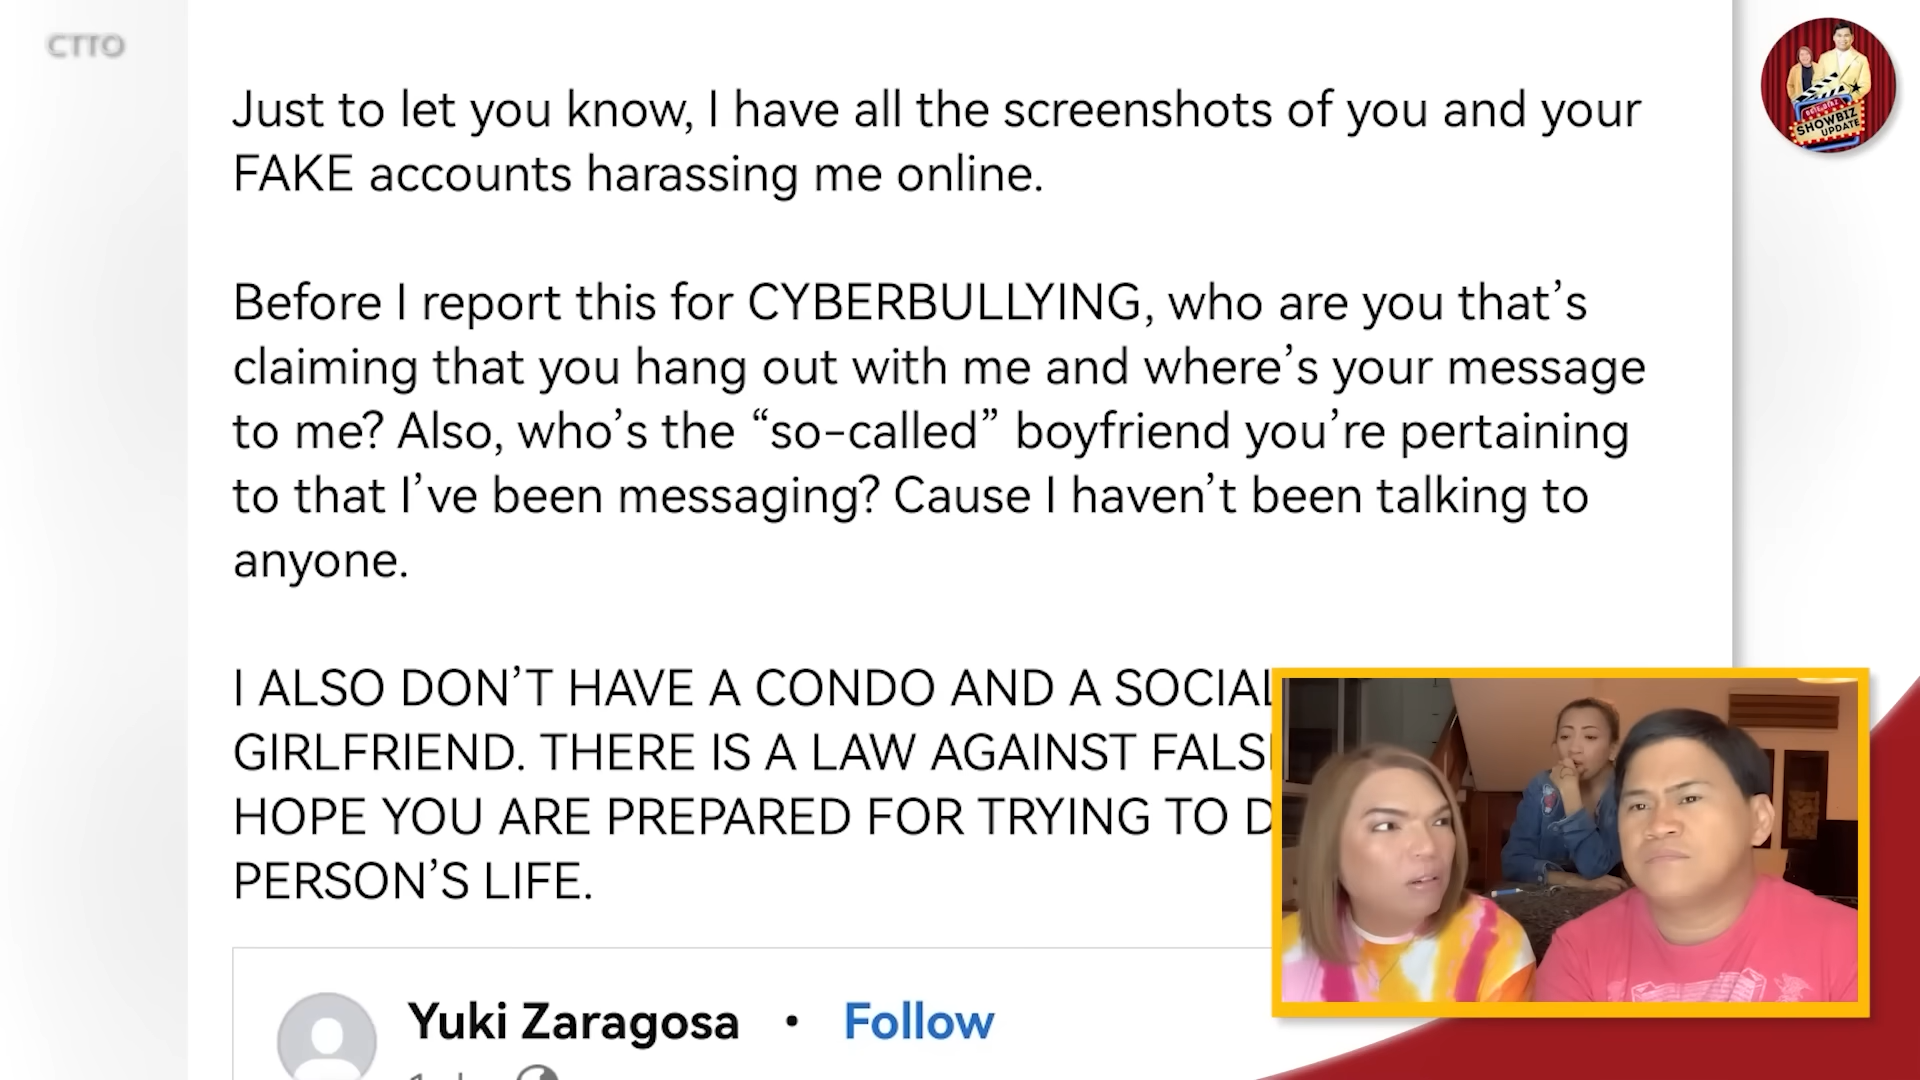 CTTO
Just to let you know, I have all the screenshots of you and your
FAKE accounts harassing me online.
Before I report this for CYBERBULLYING, who are you that’s
claiming that you hang out with me and where’s your message
to me? Also, who’s the “so-called” boyfriend you’re pertaining
to that I’ve been messaging? Cause I haven’t been talking to
anyone.
I ALSO DON’T HAVE A CONDO AND A SOCIAL
GIRLFRIEND. THERE IS A LAW AGAINST
HOPE YOU ARE PREPARED FOR TRYING TO
PERSON’S LIFE.
Yuki Zaragosa • Follow
SHOWBIZ
UPDATE